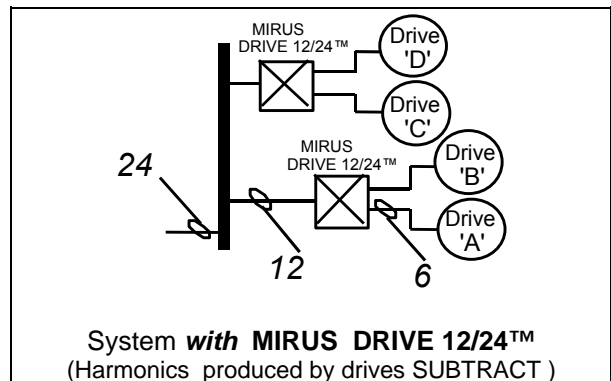 MIRUS
DRIVE 12/24™
Drive
'D'
Drive
'C'
MIRUS
DRIVE 12/24™
Drive
'B'
Drive
'A'
24
12
6
System with MIRUS DRIVE 12/24™
(Harmonics produced by drives SUBTRACT )